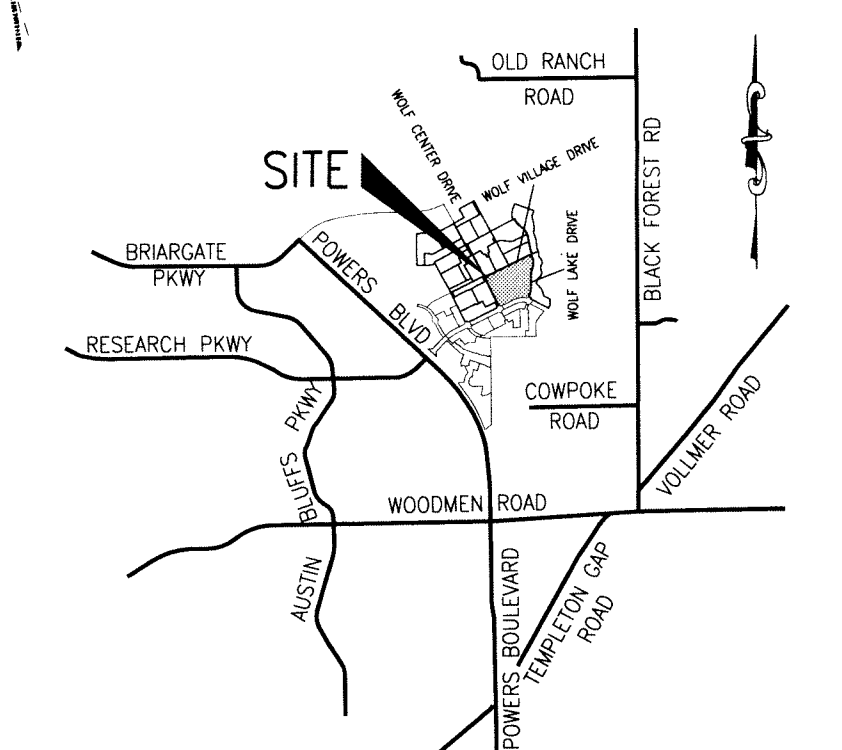 OLD RANCH
ROAD
WOLF CENTER DRIVE
WOLF VILLAGE DRIVE
BLACK FOREST RD
SITE
WOLF LAKE DRIVE
BRIARGATE
PKWY
POWERS
BLVD
RESEARCH PKWY
COWPOKE
ROAD
VOLLMER ROAD
AUSTIN
BLUFFS
PKWY
WOODMEN ROAD
POWERS BOULEVARD
TEMPLETON GAP
ROAD